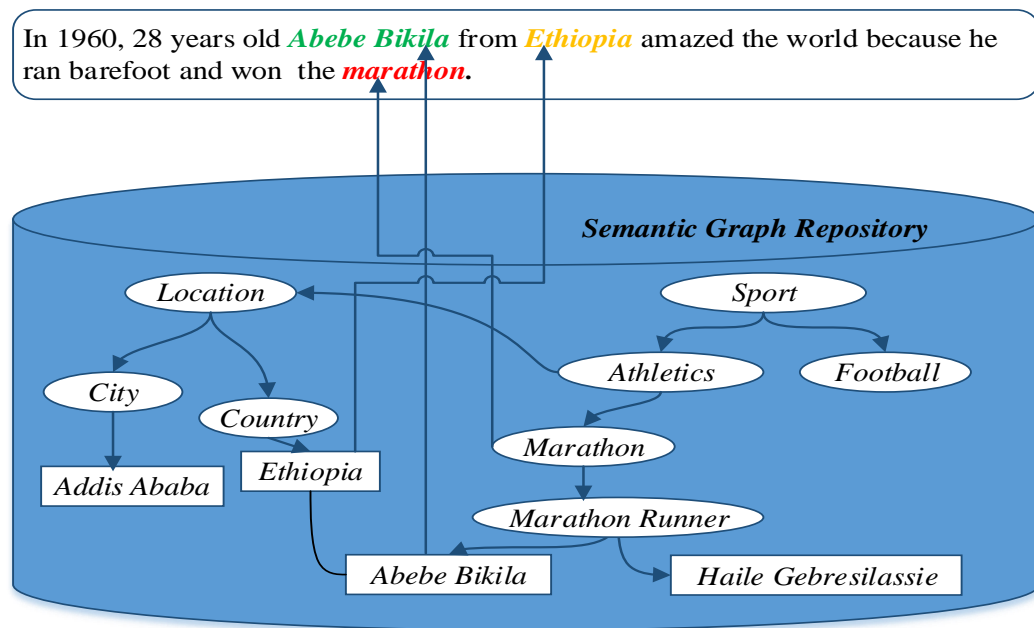 In 1960, 28 years old Abebe Bikila from Ethiopia amazed the world because he
ran barefoot and won the marathon.
Semantic Graph Repository
Location
Sport
City
Athletics
Football
Country
Marathon
Ethiopia
Addis Ababa
Marathon Runner
Abebe Bikila
Haile Gebresilassie